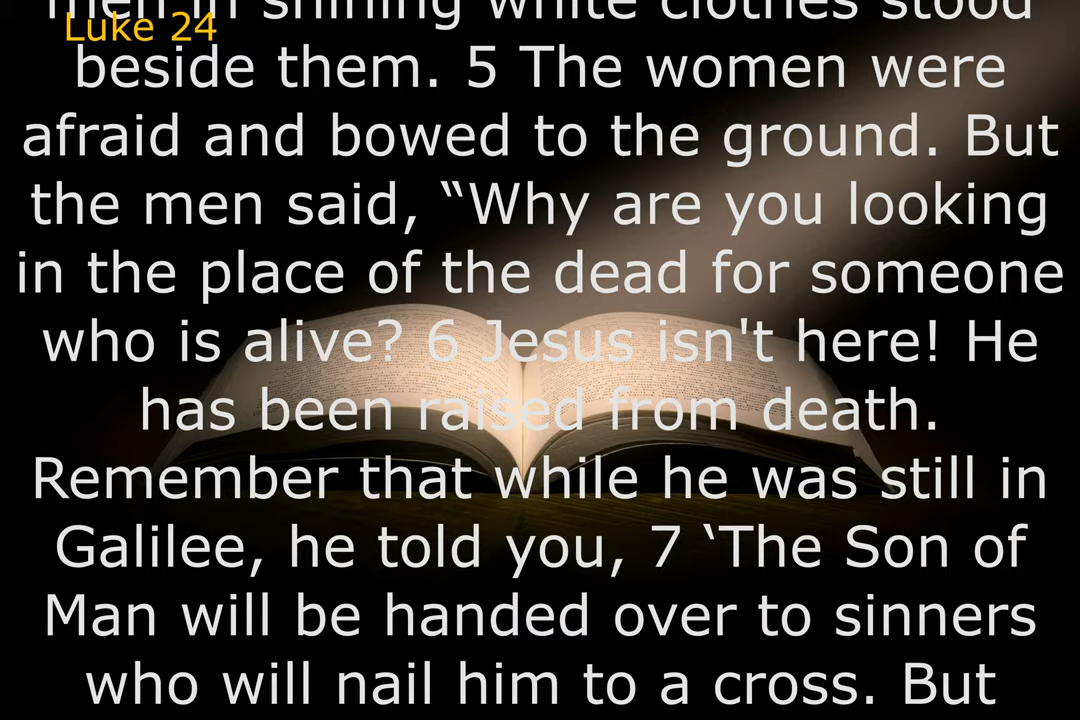 men in shining white clothes stood
Luke 24
beside them. 5 The women were
afraid and bowed to the ground. But
the men said, “Why are you looking
in the place of the dead for someone
who is alive? 6 Jesus isn't here! He
has been raised from death.
Remember that while he was still in
Galilee, he told you, 7 ‘The Son of
Man will be handed over to sinners
who will nail him to a cross. But